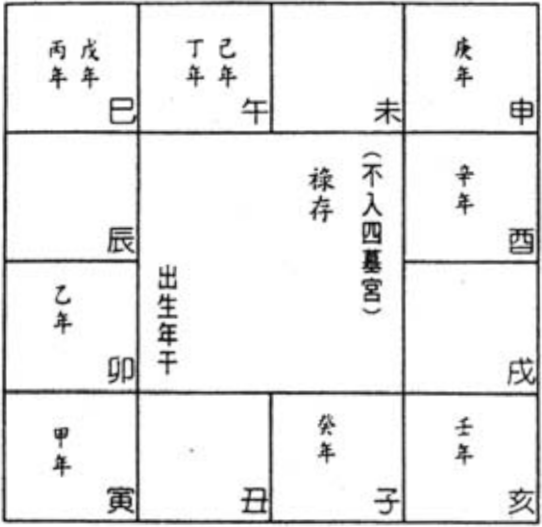 戊年
丙年
巳
己年
丁年
午
未
庚年
申
辰
(不入四墓宮)
祿存
出生年干
辛年
酉
乙年
卯
戌
甲年
寅
丑
癸年
子
壬年
亥